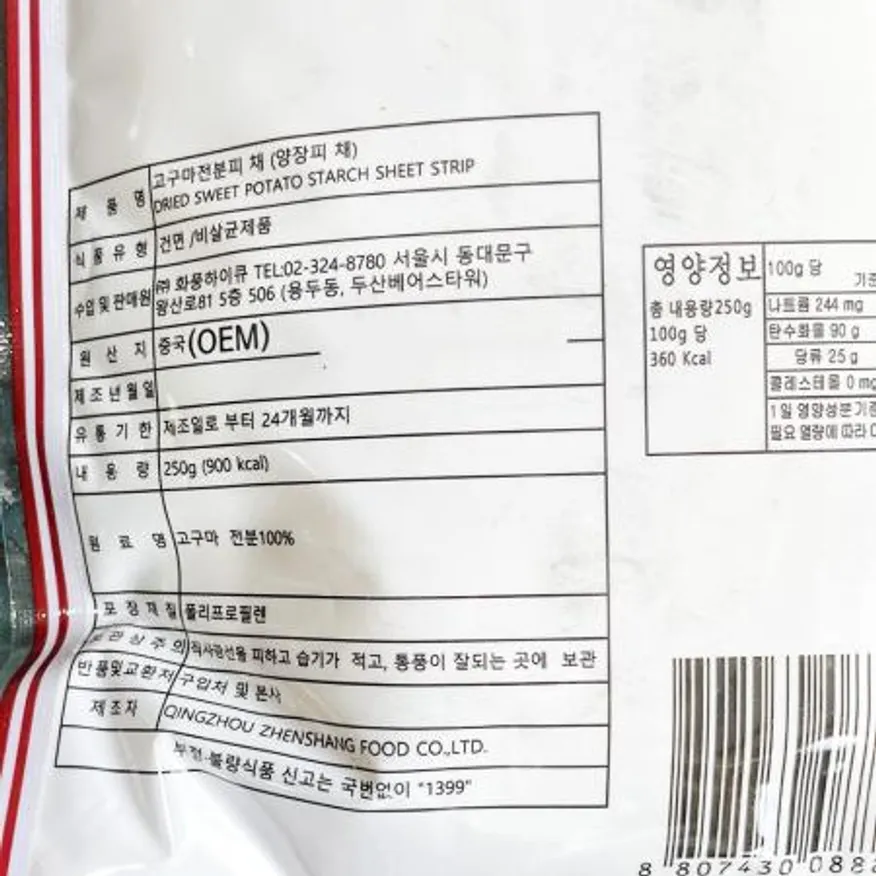 제 품 명 고구마전분피 채 (양장피 채)
DRIED SWEET POTATO STARCH SHEET STRIP
식 품 유 형 건면 /비살균제품
수입 및 판매원 ㈜ 화풍하이큐 TEL:02-324-8780 서울시 동대문구
왕산로81 5층 506 (용두동, 두산베어스타워)
원 산 지 중국(OEM)
제 조 년 월 일
유 통 기 한 제조일로 부터 24개월까지
내 용 량 250g (900 kcal)
원 료 명 고구마 전분100%
포 장 재 질 폴리프로필렌
보 관 상 주 의 직사광선을 피하고 습기가 적고, 통풍이 잘되는 곳에 보관
반품및교환처 구입처 및 본사
제 조 자 QINGZHOU ZHENSHANG FOOD CO.,LTD.
부정·불량식품 신고는 국번없이 "1399"
영양정보
총 내용량250g
100g 당
360 Kcal
100g 당
기준
나트륨 244 mg
탄수화물 90 g
당류 25 g
콜레스테롤 0 mg
1일 영양성분기준
필요 열량에 따라
8 807430 088